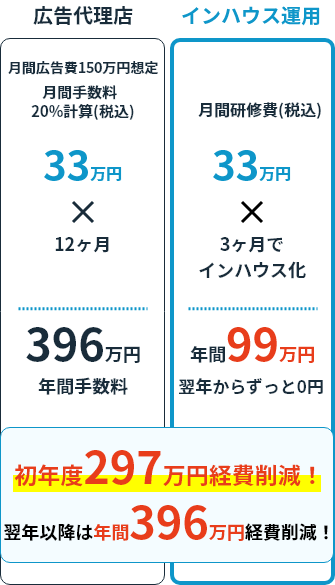 広告代理店
月間広告費150万円想定
月間手数料
20%計算(税込)
33万円
×
12ヶ月
396万円
年間手数料
インハウス運用
月間研修費(税込)
33万円
×
3ヶ月で
インハウス化
年間99万円
翌年からずっと0円
初年度297万円経費削減!
翌年以降は年間396万円経費削減!